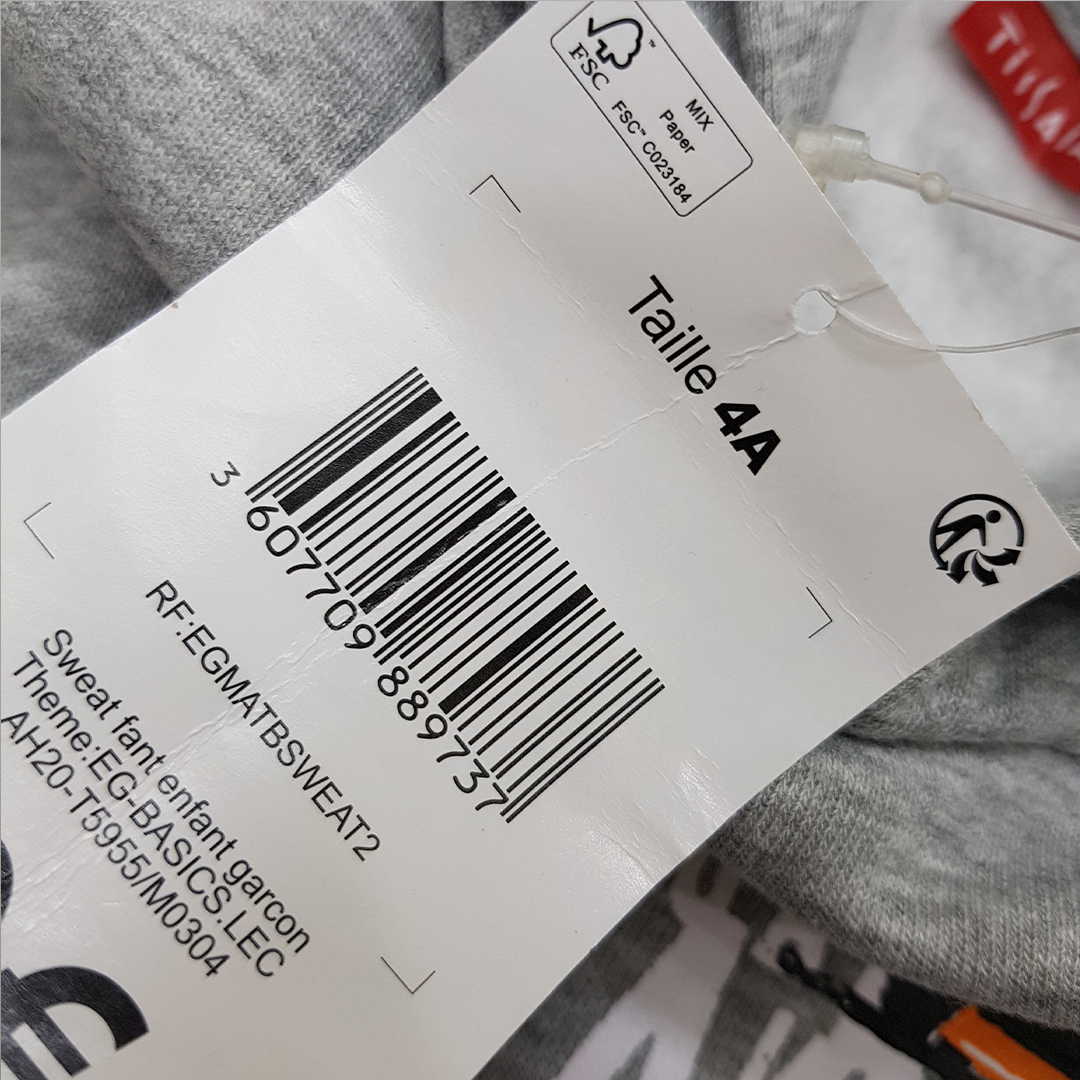 FSC™
MIX
Paper
FSC™ C023184
Taille 4A
3 607709 889737
RF:EGMATBSWEAT2
Sweat fant enfant garcon
Theme:EG-BASICS.LEC
AH20-T5955/M0304
€